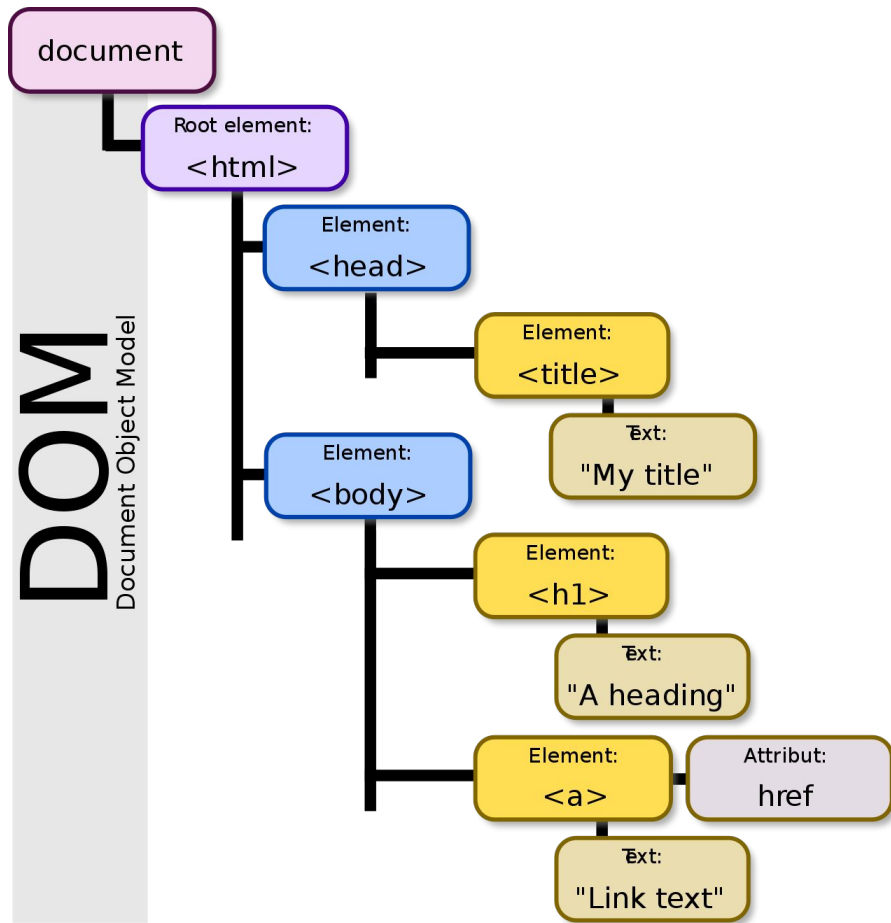 document
Root element:
<html>
Element:
<head>
Element:
<title>
Text:
"My title"
DOM
Document Object Model
Element:
<body>
Element:
<h1>
Text:
"A heading"
Element:
<a>
Attribut:
href
Text:
"Link text"